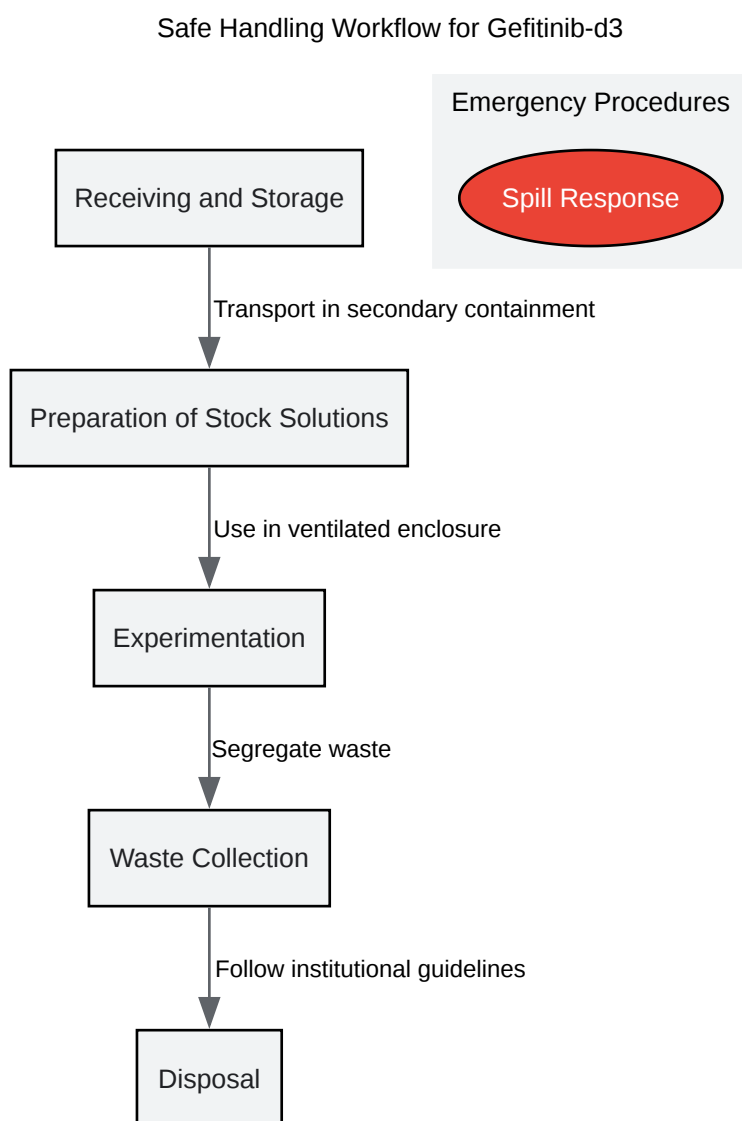 Safe Handling Workflow for Gefitinib-d3
Emergency Procedures
Receiving and Storage
Spill Response
Transport in secondary containment
Preparation of Stock Solutions
Use in ventilated enclosure
Experimentation
Segregate waste
Waste Collection
Follow institutional guidelines
Disposal